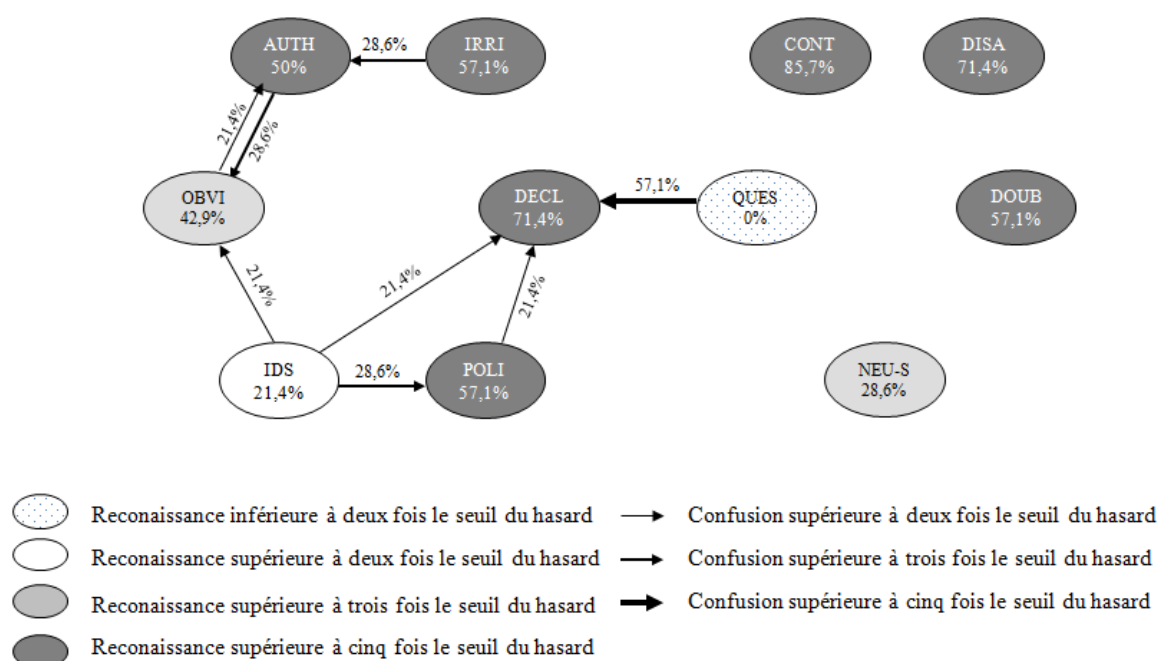 AUTH
50%
28,6%
IRRI
57,1%
CONT
85,7%
DISA
71,4%
21,4%
28,6%
OBVI
42,9%
DECL
71,4%
57,1%
QUES
0%
DOUB
57,1%
21,4%
21,4%
21,4%
IDS
21,4%
28,6%
POLI
57,1%
NEU-S
28,6%
Reconaissance inférieure à deux fois le seuil du hasard
Confusion supérieure à deux fois le seuil du hasard
Reconaissance supérieure à deux fois le seuil du hasard
Confusion supérieure à trois fois le seuil du hasard
Reconaissance supérieure à trois fois le seuil du hasard
Confusion supérieure à cinq fois le seuil du hasard
Reconaissance supérieure à cinq fois le seuil du hasard